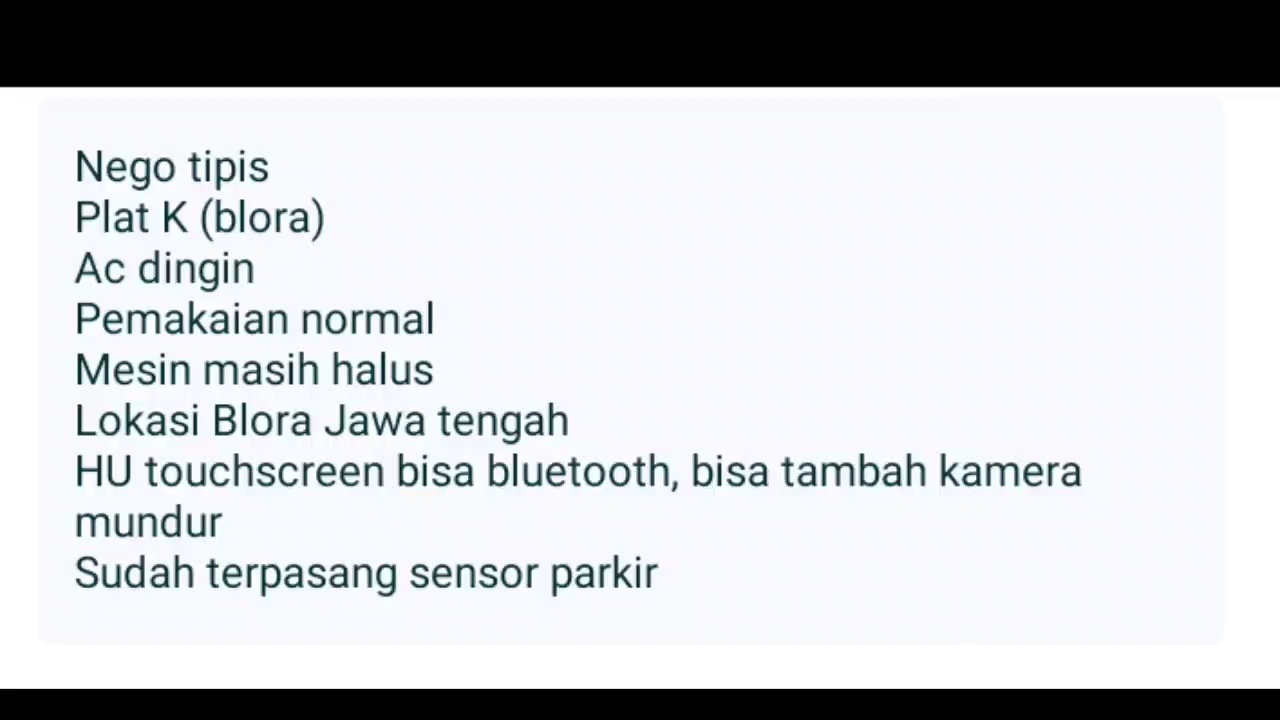 Nego tipis
Plat K (blora)
Ac dingin
Pemakaian normal
Mesin masih halus
Lokasi Blora Jawa tengah
HU touchscreen bisa bluetooth, bisa tambah kamera
mundur
Sudah terpasang sensor parkir